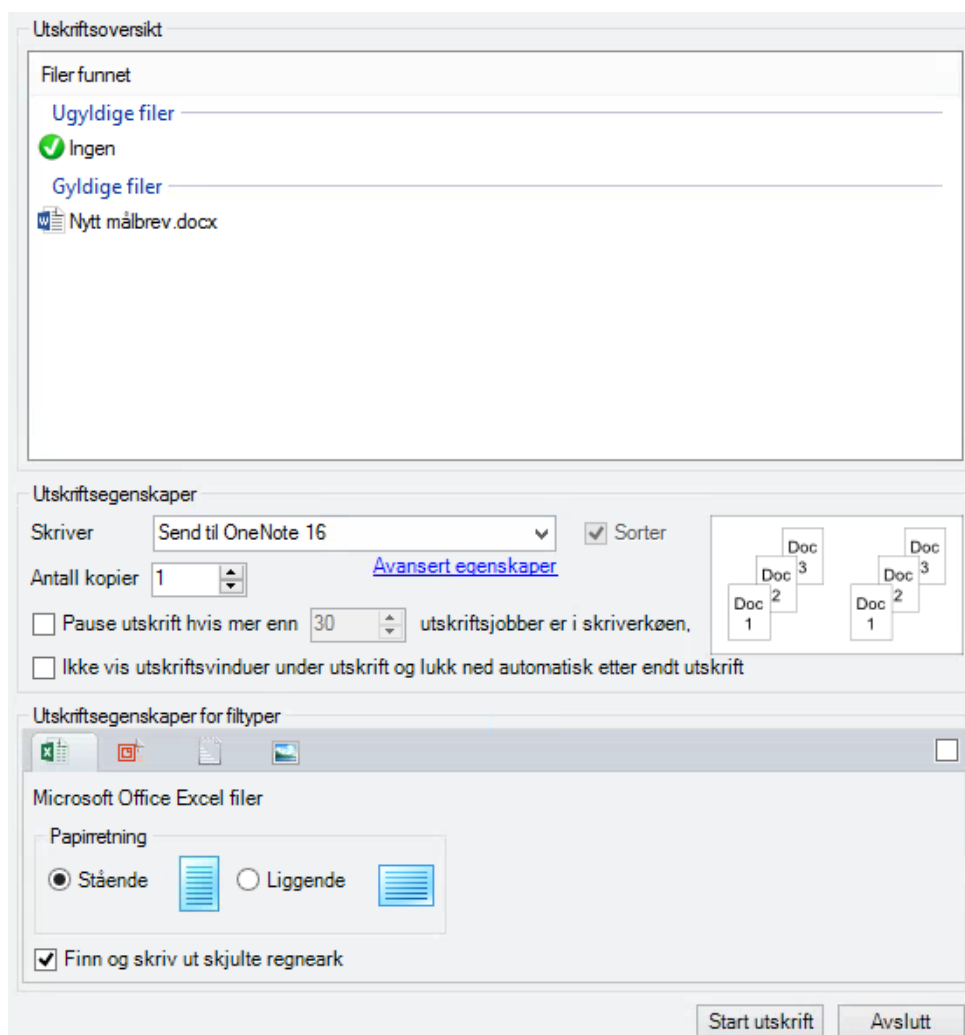 Utskriftsoversikt
Filer funnet
Ugyldige filer
Ingen
Gyldige filer
Nytt målbrev.docx
Utskriftsegenskaper
Skriver
Send til OneNote 16
Sorter
Antall kopier
1
Avansert egenskaper
Doc 1
Doc 2
Doc 3
Doc 1
Doc 2
Doc 3
Pause utskrift hvis mer enn 30 utskriftsjobber er i skriverkøen,
Ikke vis utskriftsvinduer under utskrift og lukk ned automatisk etter endt utskrift
Utskriftsegenskaper for filtyper
Microsoft Office Excel filer
Papirretning
Stående
Liggende
Finn og skriv ut skjulte regneark
Start utskrift
Avslutt